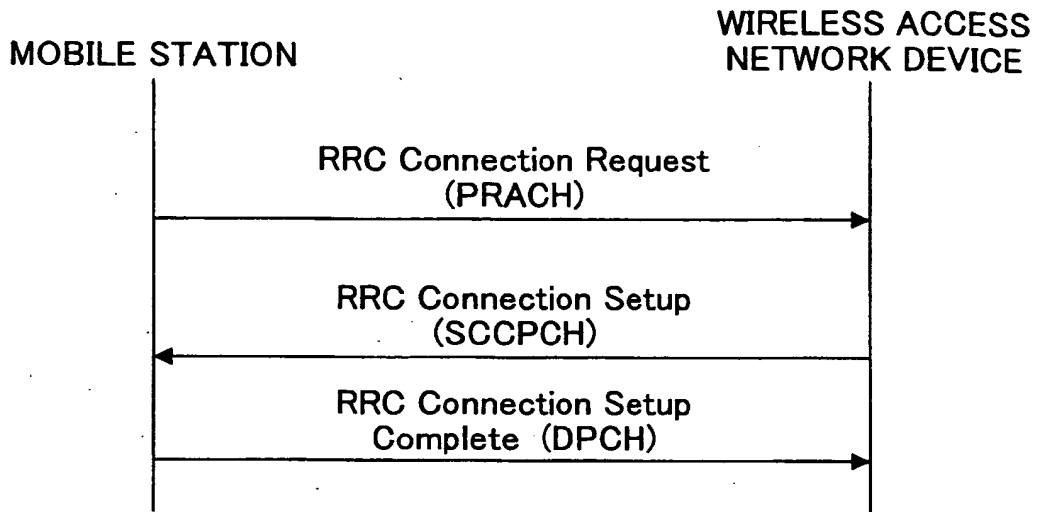 MOBILE STATION
WIRELESS ACCESS
NETWORK DEVICE
RRC Connection Request
(PRACH)
RRC Connection Setup
(SCCPCH)
RRC Connection Setup
Complete (DPCH)